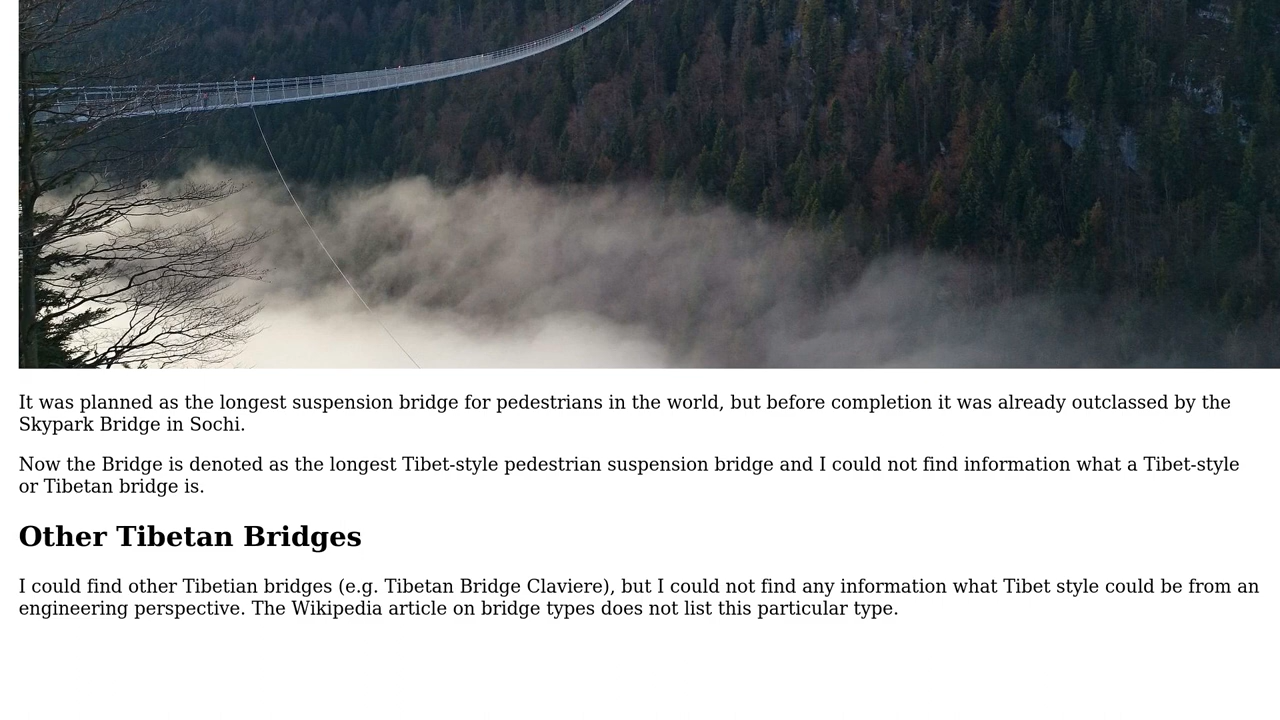 It was planned as the longest suspension bridge for pedestrians in the world, but before completion it was already outclassed by the
Skypark Bridge in Sochi.
Now the Bridge is denoted as the longest Tibet-style pedestrian suspension bridge and I could not find information what a Tibet-style
or Tibetan bridge is.
Other Tibetan Bridges
I could find other Tibetian bridges (e.g. Tibetan Bridge Claviere), but I could not find any information what Tibet style could be from an
engineering perspective. The Wikipedia article on bridge types does not list this particular type.